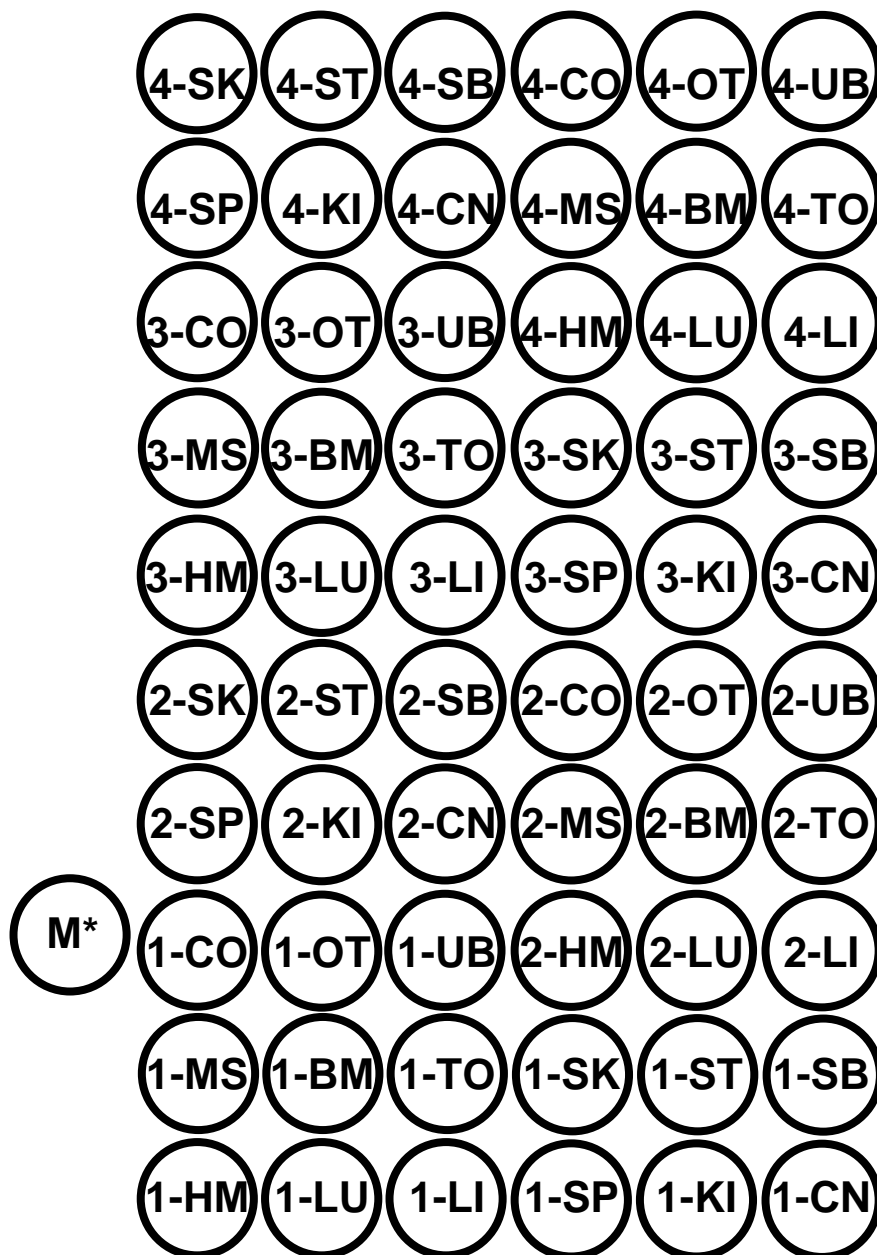 4-SK 4-ST 4-SB 4-CO 4-OT 4-UB
4-SP 4-KI 4-CN 4-MS 4-BM 4-TO
3-CO 3-OT 3-UB 4-HM 4-LU 4-LI
3-MS 3-BM 3-TO 3-SK 3-ST 3-SB
3-HM 3-LU 3-LI 3-SP 3-KI 3-CN
2-SK 2-ST 2-SB 2-CO 2-OT 2-UB
2-SP 2-KI 2-CN 2-MS 2-BM 2-TO
M* 1-CO 1-OT 1-UB 2-HM 2-LU 2-LI
1-MS 1-BM 1-TO 1-SK 1-ST 1-SB
1-HM 1-LU 1-LI 1-SP 1-KI 1-CN